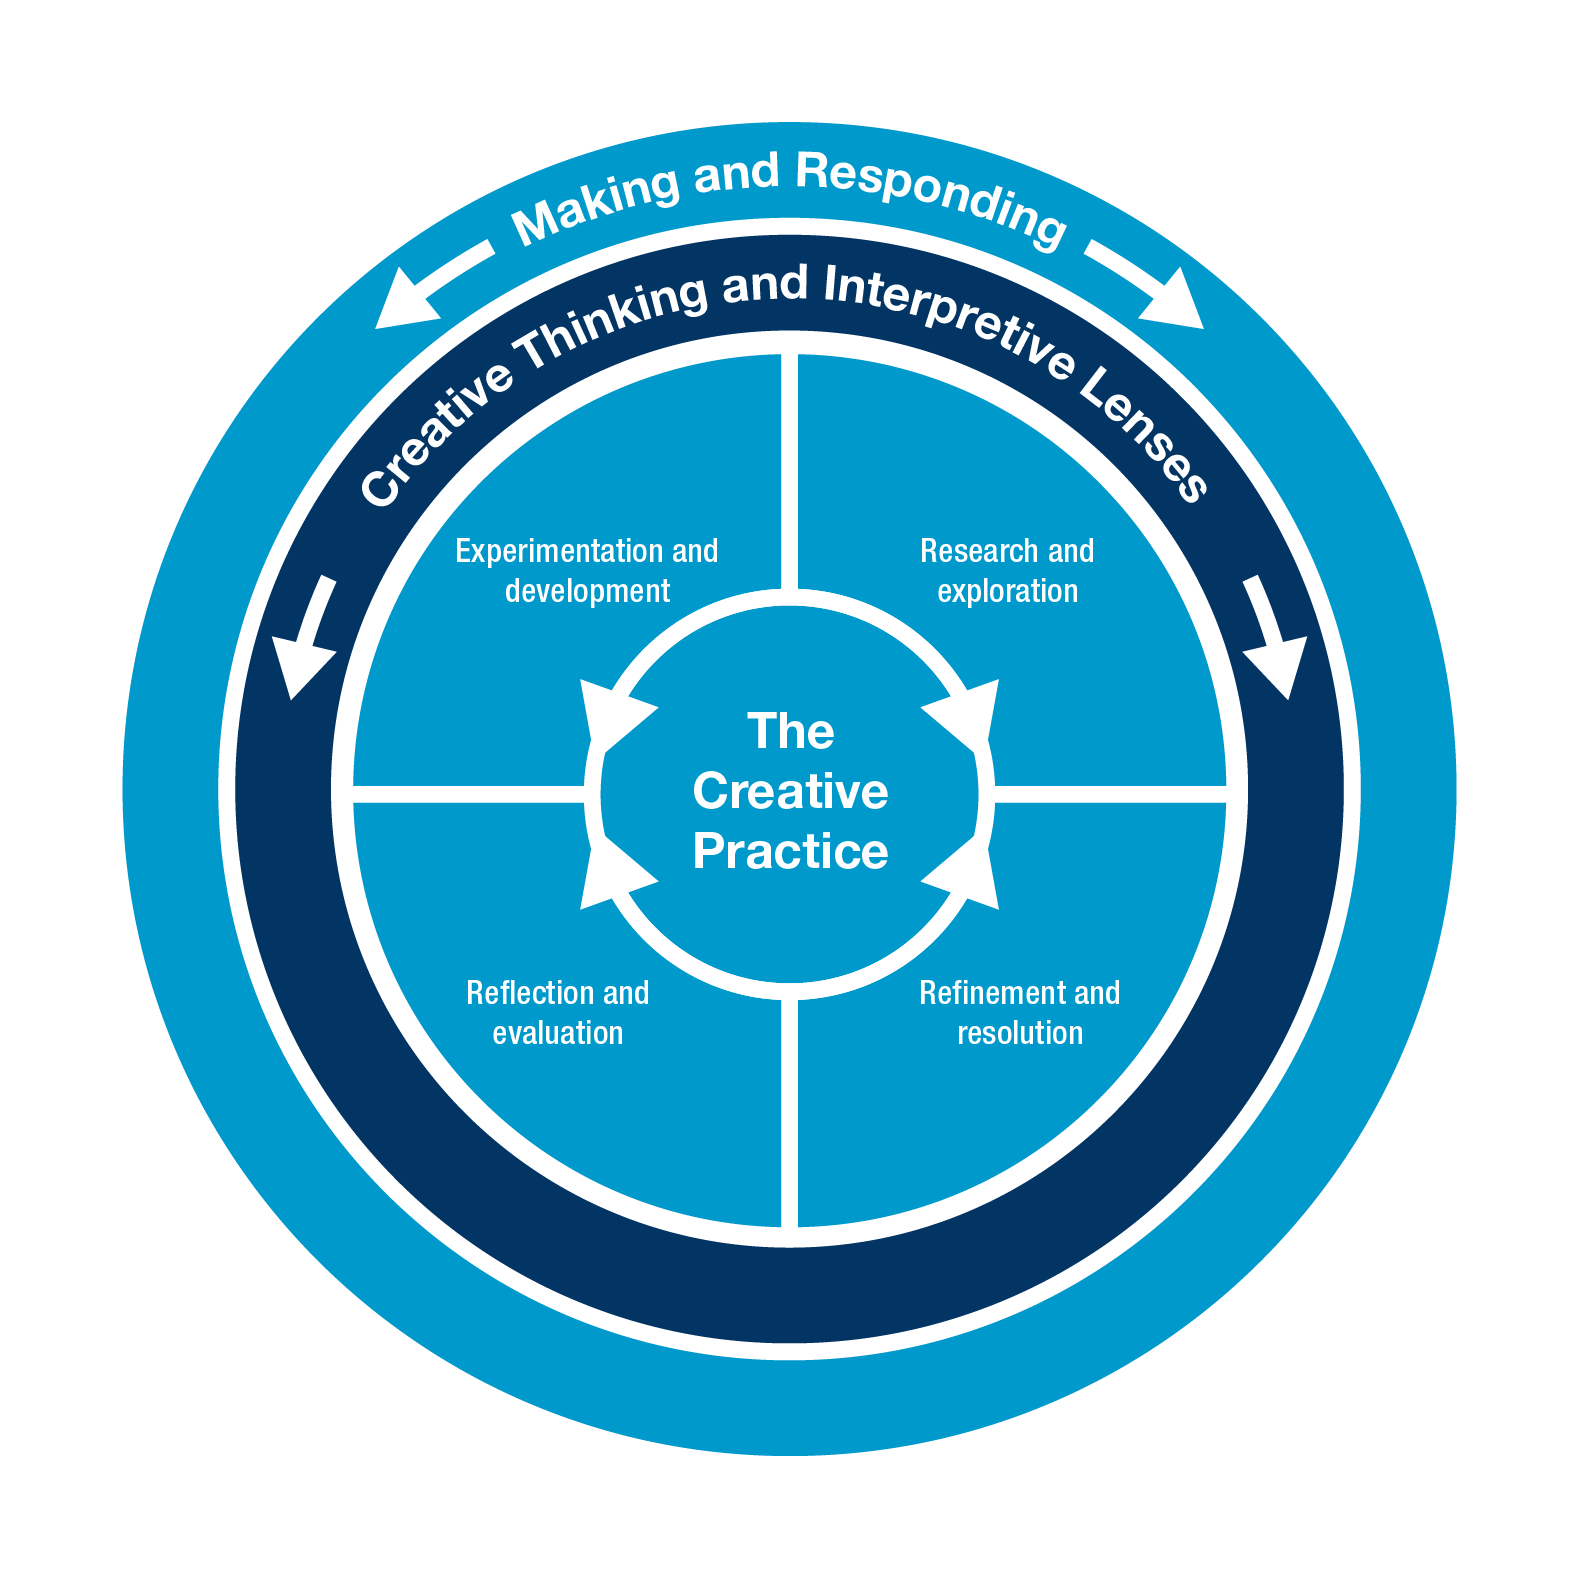 Making and Responding
Creative Thinking and Interpretive Lenses
Experimentation and
development
Research and
exploration
The
Creative
Practice
Reflection and
evaluation
Refinement and
resolution